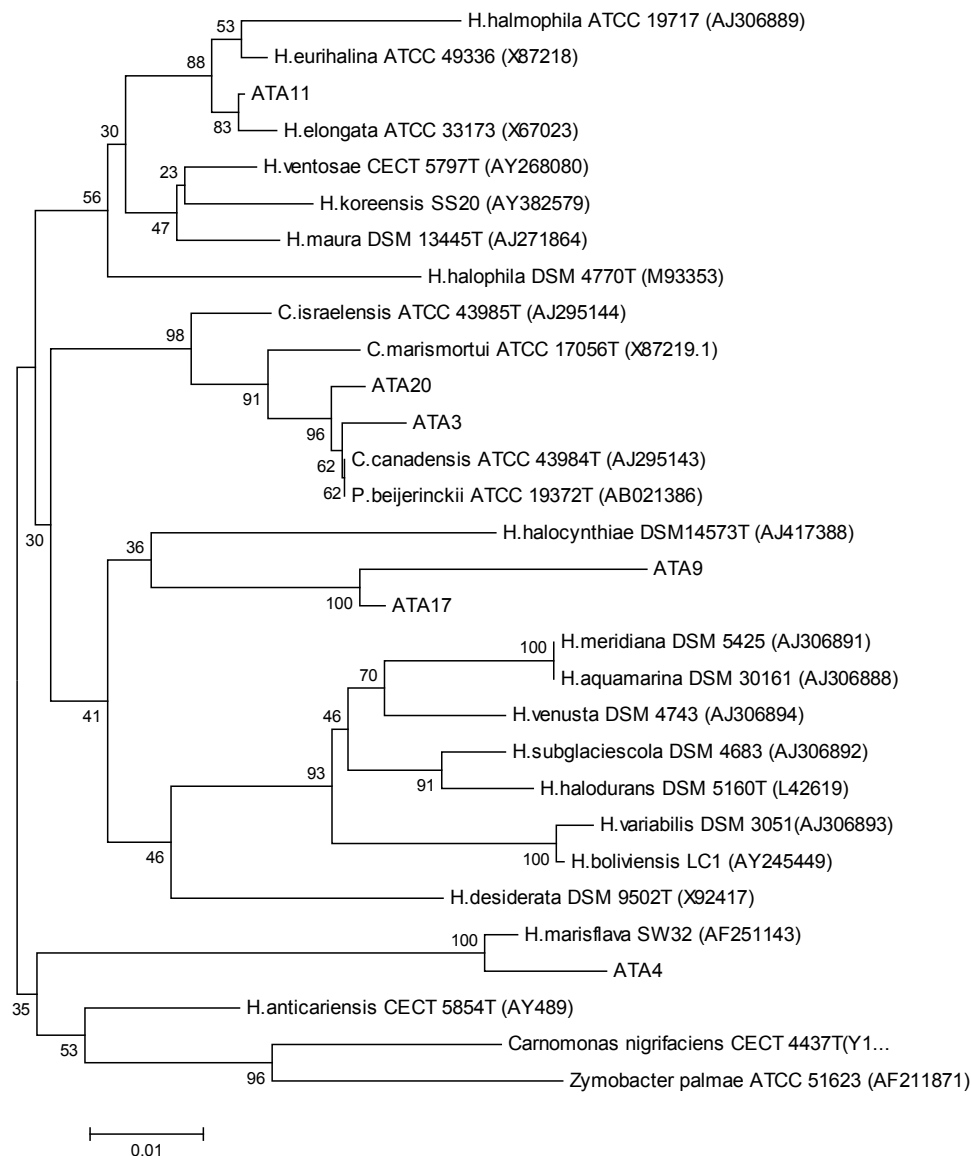 H.halmophila ATCC 19717 (AJ306889)
53
H.eurihalina ATCC 49336 (X87218)
88
ATA11
83
H.elongata ATCC 33173 (X67023)
30
H.ventosae CECT 5797T (AY268080)
23
H.koreensis SS20 (AY382579)
56
47
H.maura DSM 13445T (AJ271864)
H.halophila DSM 4770T (M93353)
C.israelensis ATCC 43985T (AJ295144)
98
C.marismortui ATCC 17056T (X87219.1)
91
ATA20
ATA3
96
C.canadensis ATCC 43984T (AJ295143)
62
P.beijerinckii ATCC 19372T (AB021386)
62
30
H.halocynthiae DSM14573T (AJ417388)
36
ATA9
100
ATA17
H.meridiana DSM 5425 (AJ306891)
100
H.aquamarina DSM 30161 (AJ306888)
70
H.venusta DSM 4743 (AJ306894)
41
46
H.subglaciescola DSM 4683 (AJ306892)
93
91
H.halodurans DSM 5160T (L42619)
H.variabilis DSM 3051(AJ306893)
46
100
H.boliviensis LC1 (AY245449)
H.desiderata DSM 9502T (X92417)
H.marisflava SW32 (AF251143)
100
ATA4
35
H.anticariensis CECT 5854T (AY489)
53
Carnomonas nigrifaciens CECT 4437T(Y1...
96
Zymobacter palmae ATCC 51623 (AF211871)
0.01